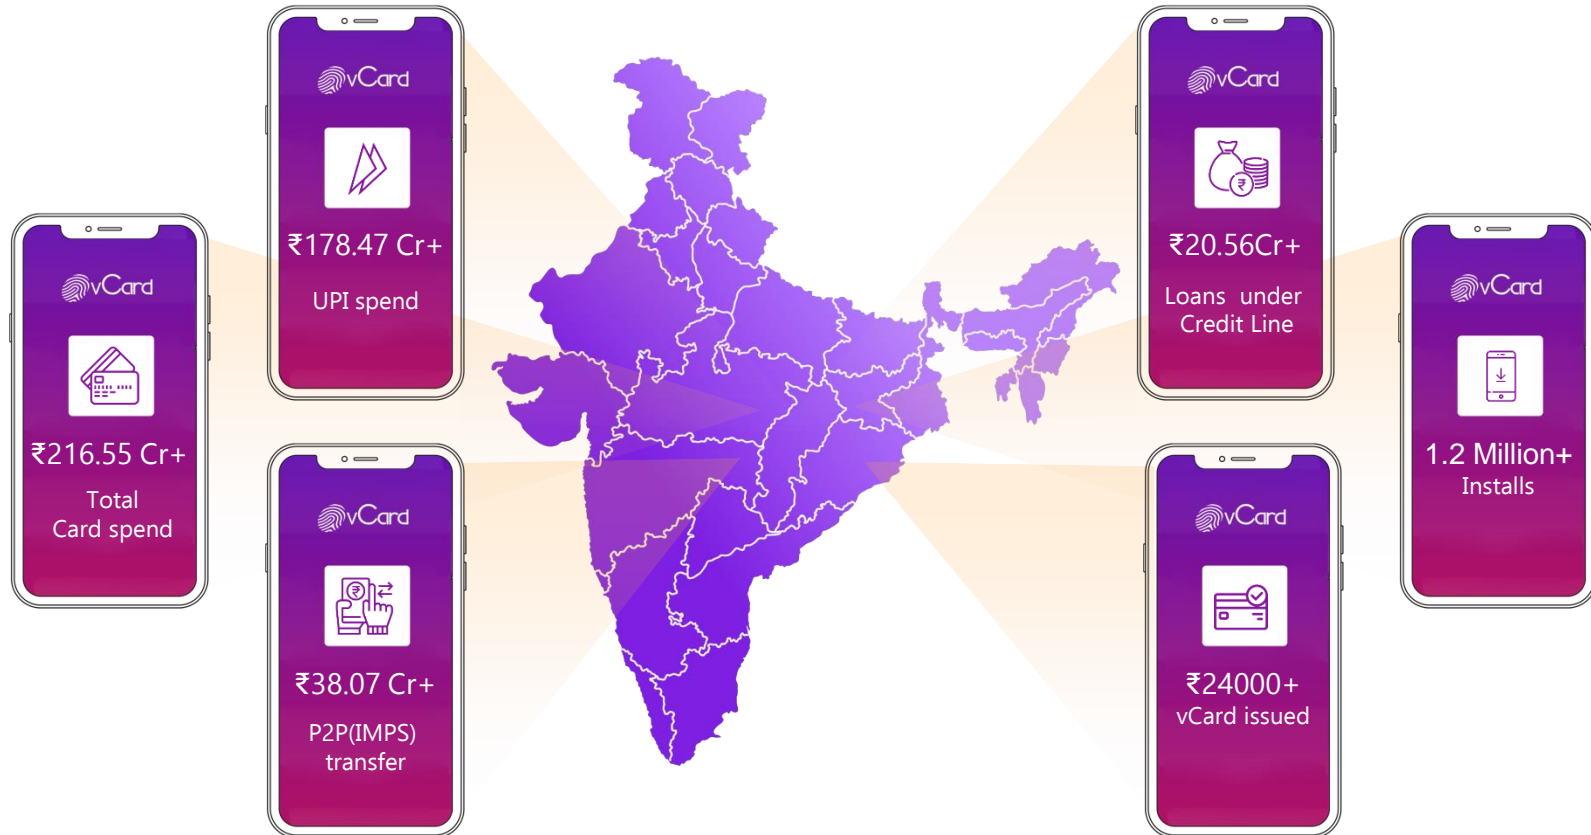 vCard
₹216.55 Cr+
Total
Card spend
vCard
₹178.47 Cr+
UPI spend
vCard
₹38.07 Cr+
P2P(IMPS)
transfer
vCard
₹20.56Cr+
Loans under
Credit Line
vCard
₹24000+
vCard issued
vCard
1.2 Million+
Installs